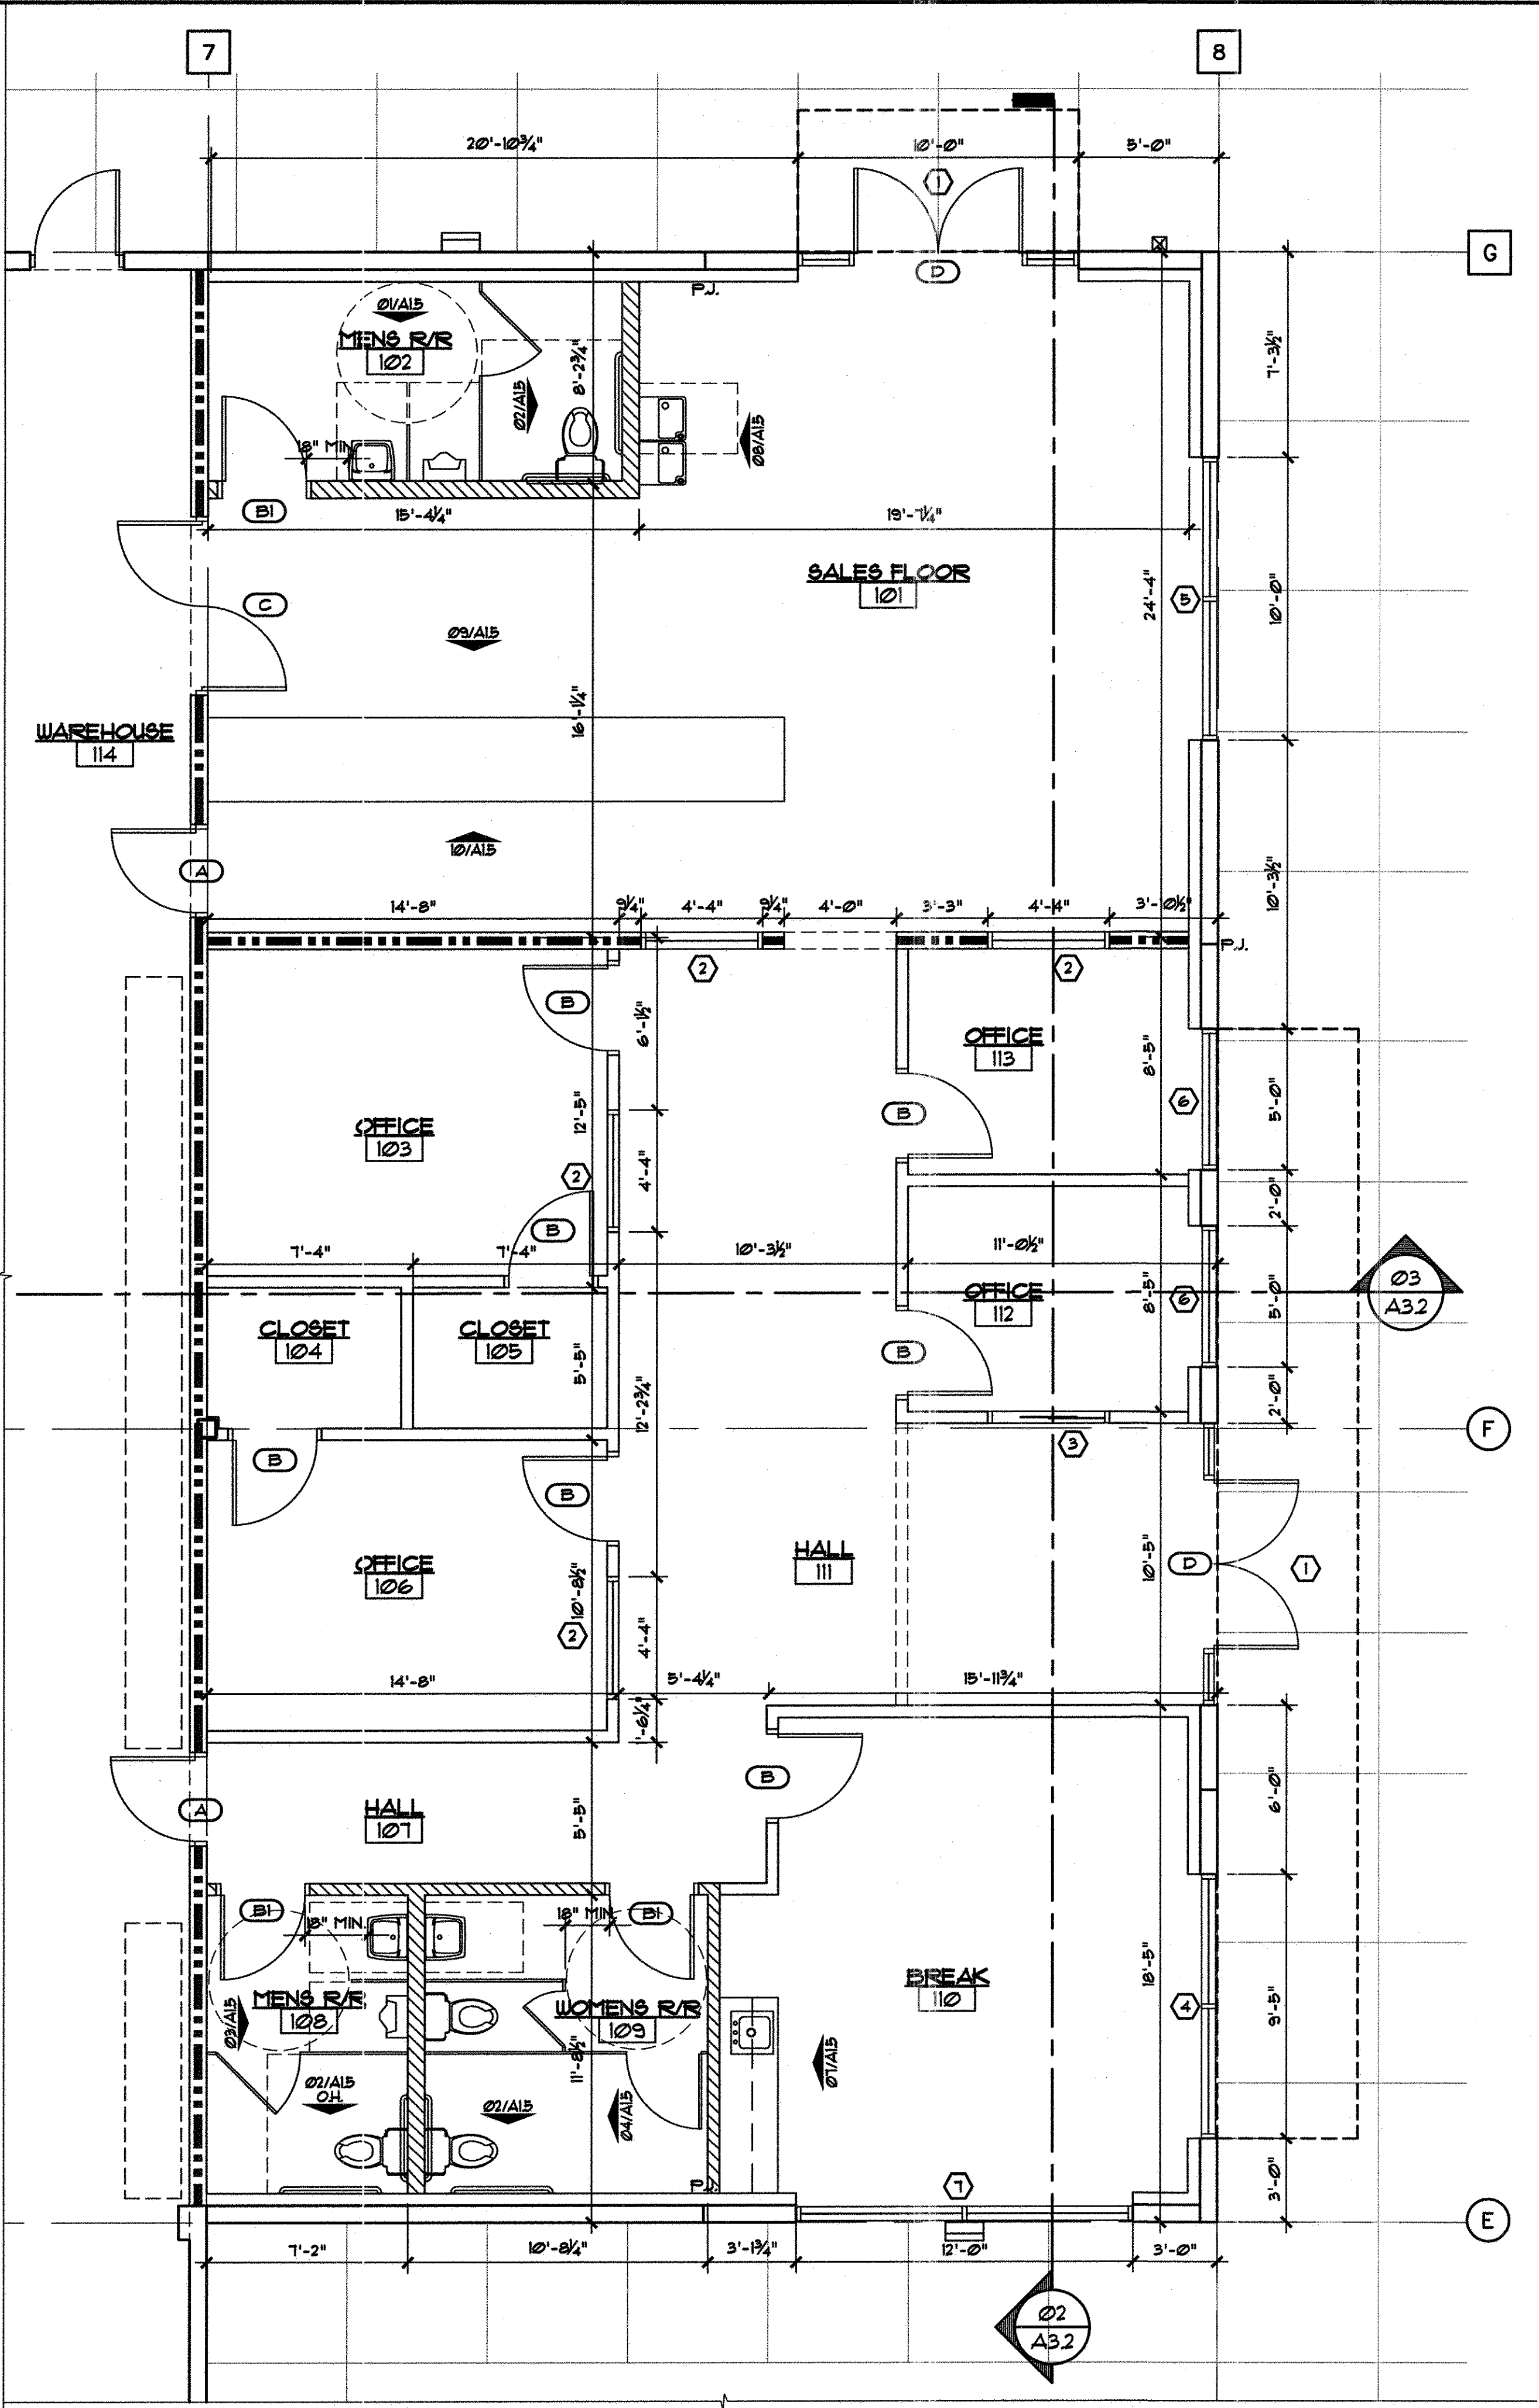 7
8
20'-10¾"
10'-0"
5'-0"
1
G
D
P.J.
01/A1.5
MENS R/R
102
8'-2¾"
7'-3½"
02/A1.5
08/A1.5
18" MIN.
B1
15'-4¼"
19'-7¼"
SALES FLOOR
101
24'-4"
5
10'-0"
C
09/A1.5
16'-1¼"
WAREHOUSE
114
10/A1.5
A
10'-3½"
14'-8"
9¼"
4'-4"
9¼"
4'-0"
3'-3"
4'-4"
3'-0½"
P.J.
2
2
B
6'-1½"
OFFICE
113
8'-5"
6
5'-0"
B
OFFICE
103
12'-5"
4'-4"
2
2'-0"
B
7'-4"
7'-4"
10'-3½"
11'-0½"
03
A3.2
OFFICE
112
8'-5"
6
5'-0"
CLOSET
104
CLOSET
105
5'-5"
B
12'-2¾"
2'-0"
F
3
B
B
HALL
111
10'-5"
D
1
OFFICE
106
10'-8½"
2
4'-4"
14'-8"
5'-4¼"
15'-11¾"
1'-6¼"
B
6'-0"
A
HALL
107
5'-5"
B1
18" MIN.
18" MIN.
B1
BREAK
110
18'-5"
4
9'-5"
MENS R/R
108
WOMENS R/R
109
03/A1.5
11'-8½"
07/A1.5
02/A1.5
O.H.
02/A1.5
04/A1.5
P.J.
7
3'-0"
E
7'-2"
10'-8¼"
3'-1¾"
12'-0"
3'-0"
02
A3.2